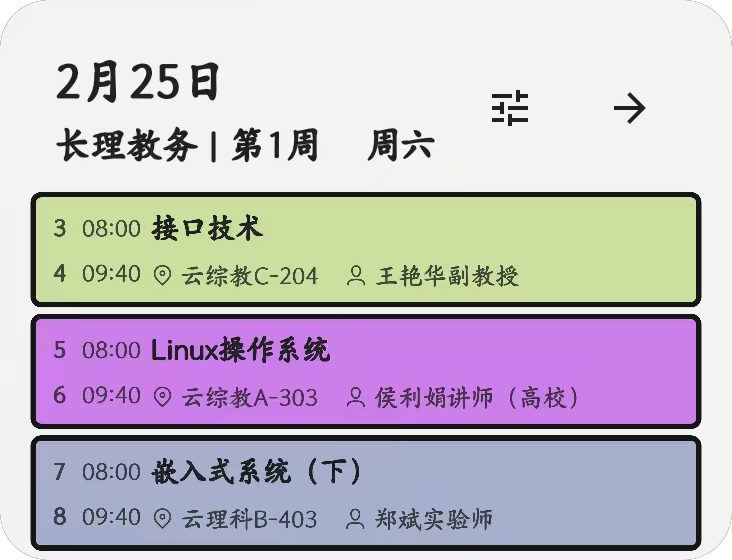 2月25日
长理教务 | 第1周 周六
3 08:00 接口技术
4 09:40 云综教C-204 王艳华副教授
5 08:00 Linux操作系统
6 09:40 云综教A-303 侯利娟讲师（高校）
7 08:00 嵌入式系统（下）
8 09:40 云理科B-403 郑斌实验师